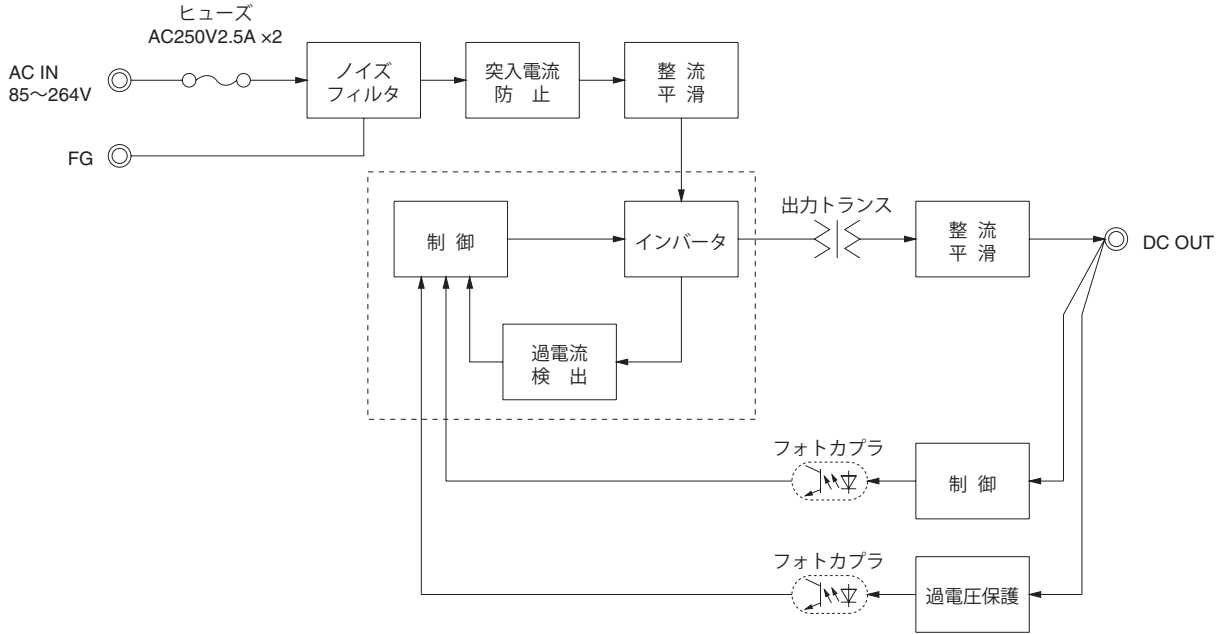 ヒューズ
AC250V2.5A ×2
AC IN
85～264V
ノイズ
フィルタ
突入電流
防 止
整 流
平 滑
FG
制 御
インバータ
出力トランス
整 流
平 滑
DC OUT
過電流
検 出
フォトカプラ
制 御
フォトカプラ
過電圧保護